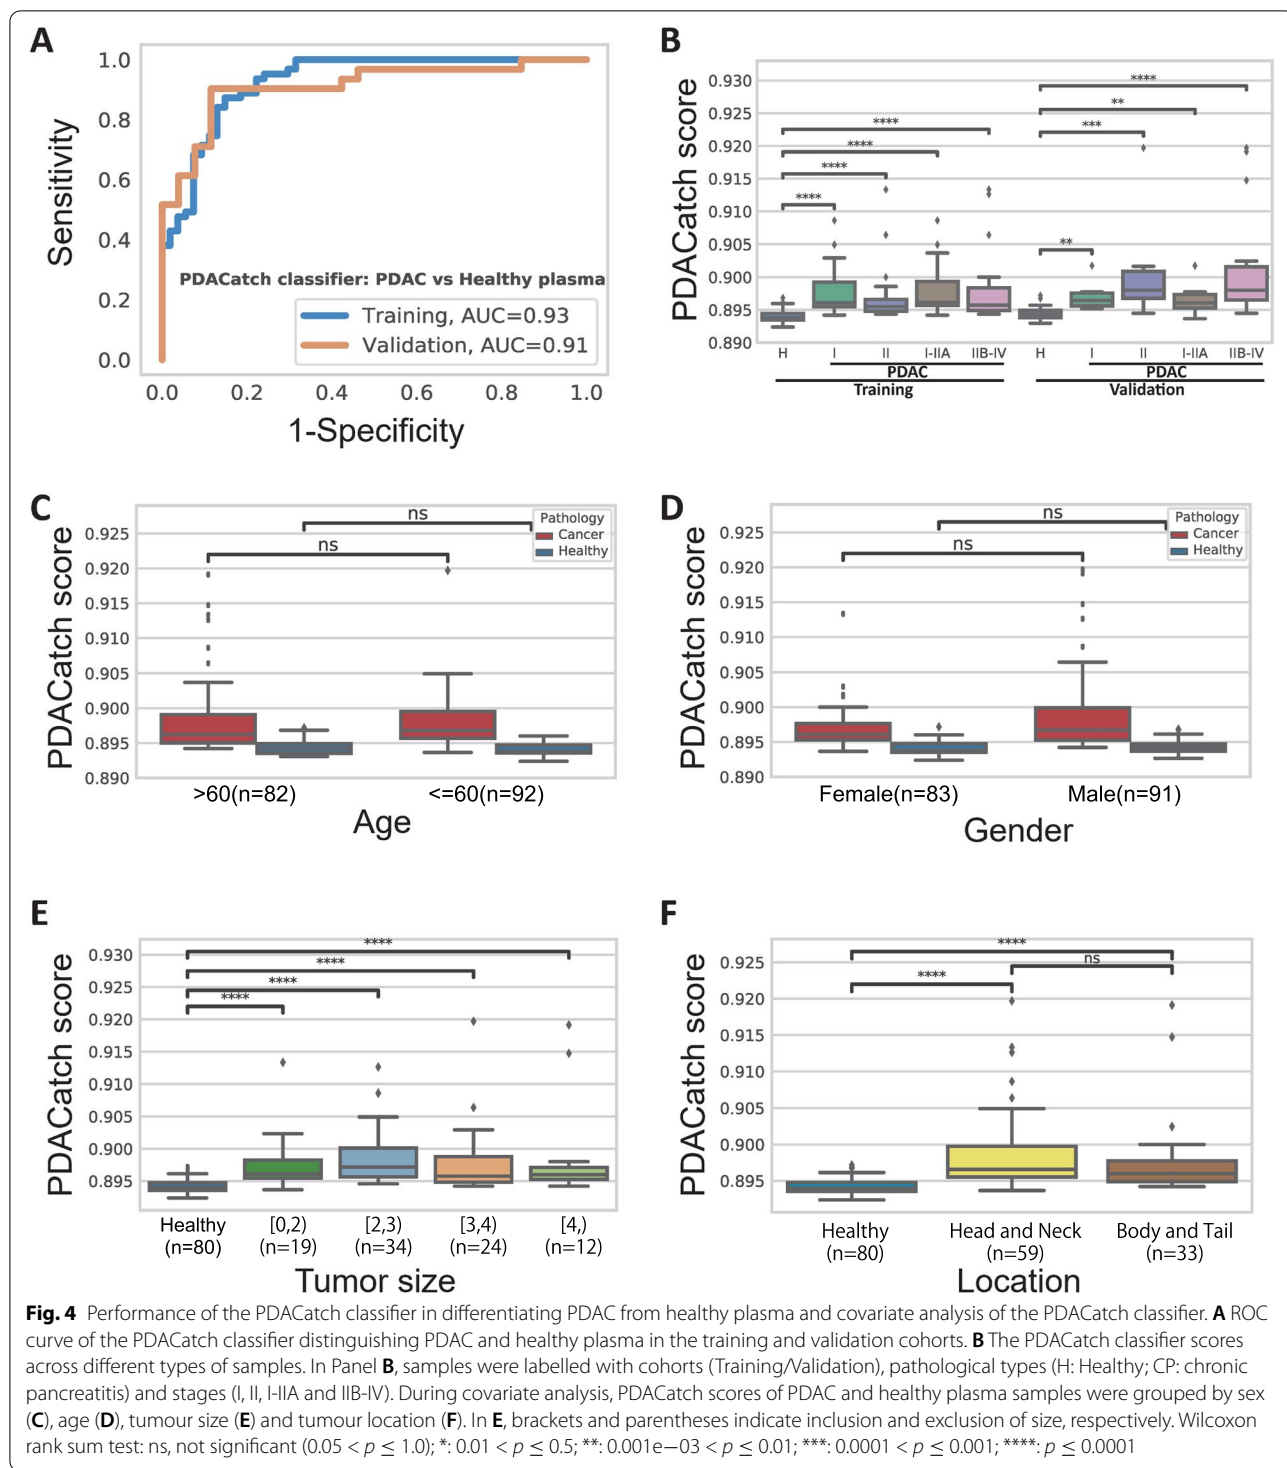 A
Sensitivity
1.0
0.8
0.6
0.4
0.2
0.0
PDACatch classifier: PDAC vs Healthy plasma
Training, AUC=0.93
Validation, AUC=0.91
0.0 0.2 0.4 0.6 0.8 1.0
1-Specificity
B
PDACatch score
0.930
0.925
0.920
0.915
0.910
0.905
0.900
0.895
0.890
**** **** **** **** ** *** ** ****
H I II I-IIA IIB-IV H I II I-IIA IIB-IV
PDAC PDAC
Training Validation
C
PDACatch score
0.925
0.920
0.915
0.910
0.905
0.900
0.895
0.890
ns
ns
Pathology
Cancer
Healthy
>60(n=82) <=60(n=92)
Age
D
PDACatch score
0.925
0.920
0.915
0.910
0.905
0.900
0.895
0.890
ns
ns
Pathology
Cancer
Healthy
Female(n=83) Male(n=91)
Gender
E
PDACatch score
0.930
0.925
0.920
0.915
0.910
0.905
0.900
0.895
****
****
****
****
Healthy [0,2) [2,3) [3,4) [4,)
(n=80) (n=19) (n=34) (n=24) (n=12)
Tumor size
F
PDACatch score
0.925
0.920
0.915
0.910
0.905
0.900
0.895
****
ns
****
Healthy Head and Neck Body and Tail
(n=80) (n=59) (n=33)
Location
Fig. 4 Performance of the PDACatch classifier in differentiating PDAC from healthy plasma and covariate analysis of the PDACatch classifier. A ROC
curve of the PDACatch classifier distinguishing PDAC and healthy plasma in the training and validation cohorts. B The PDACatch classifier scores
across different types of samples. In Panel B, samples were labelled with cohorts (Training/Validation), pathological types (H: Healthy; CP: chronic
pancreatitis) and stages (I, II, I-IIA and IIB-IV). During covariate analysis, PDACatch scores of PDAC and healthy plasma samples were grouped by sex
(C), age (D), tumour size (E) and tumour location (F). In E, brackets and parentheses indicate inclusion and exclusion of size, respectively. Wilcoxon
rank sum test: ns, not significant (0.05 < p ≤ 1.0); *: 0.01 < p ≤ 0.5; **: 0.001e−03 < p ≤ 0.01; ***: 0.0001 < p ≤ 0.001; ****: p ≤ 0.0001